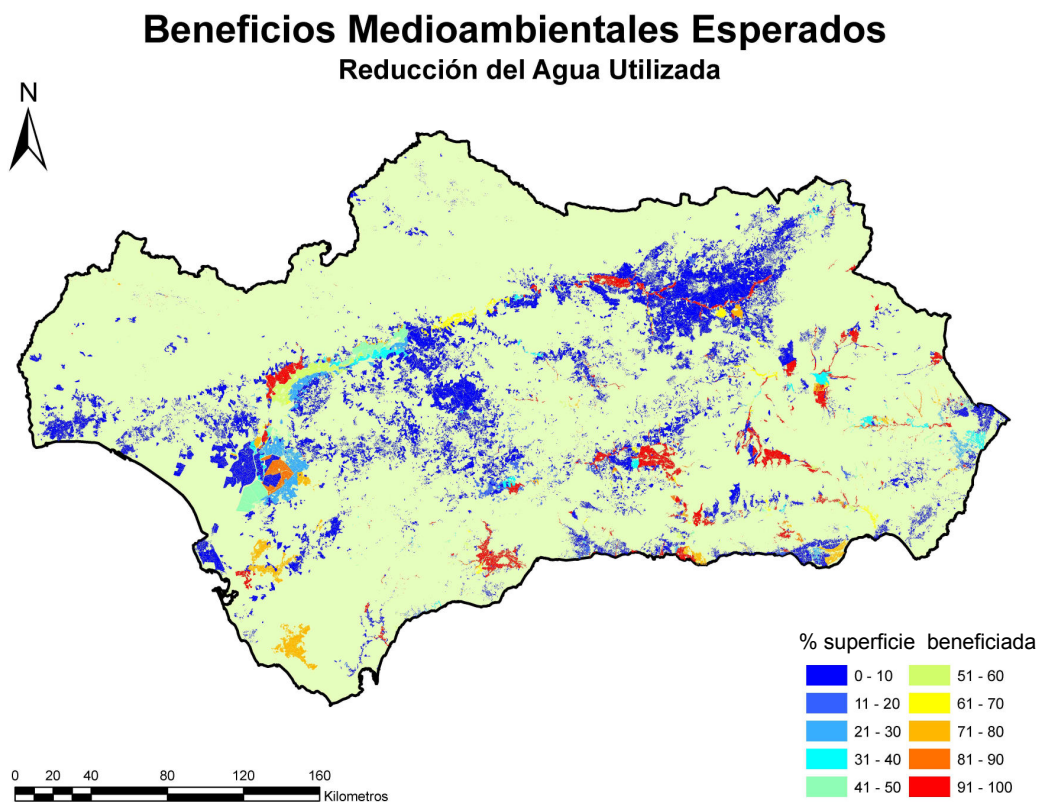 Beneficios Medioambientales Esperados
Reducción del Agua Utilizada
N
% superficie beneficiada
0 - 10
51 - 60
11 - 20
61 - 70
21 - 30
71 - 80
31 - 40
81 - 90
41 - 50
91 - 100
0 20 40 80 120 160
Kilometros